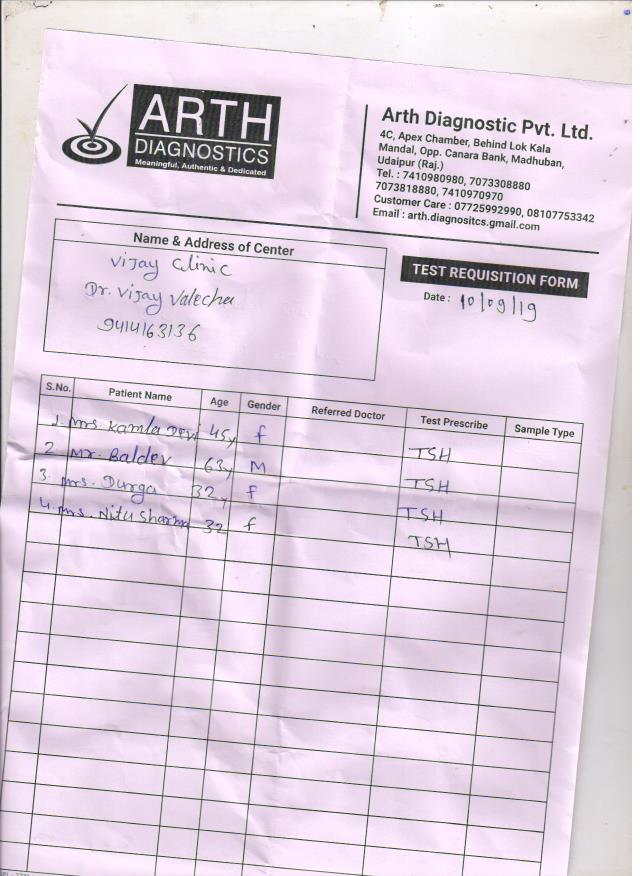 ARTH
DIAGNOSTICS
Meaningful, Authentic & Dedicated
Arth Diagnostic Pvt. Ltd.
4C, Apex Chamber, Behind Lok Kala
Mandal, Opp. Canara Bank, Madhuban,
Udaipur (Raj.)
Tel. : 7410980980, 7073308880
7073818880, 7410970970
Customer Care : 07725992990, 08107753342
Email : arth.diagnositcs.gmail.com
Name & Address of Center
Vijay Clinic
Dr. Vijay Valecha
9414163136
TEST REQUISITION FORM
Date : 10/09/19
S.No. Patient Name Age Gender Referred Doctor Test Prescribe Sample Type
1. Mrs. Kamla Devi 45y f TSH
2. Mr. Baldev 63y M TSH
3. Mrs. Durga 32y f TSH
4. Mrs. Nitu Sharma 32 f TSH